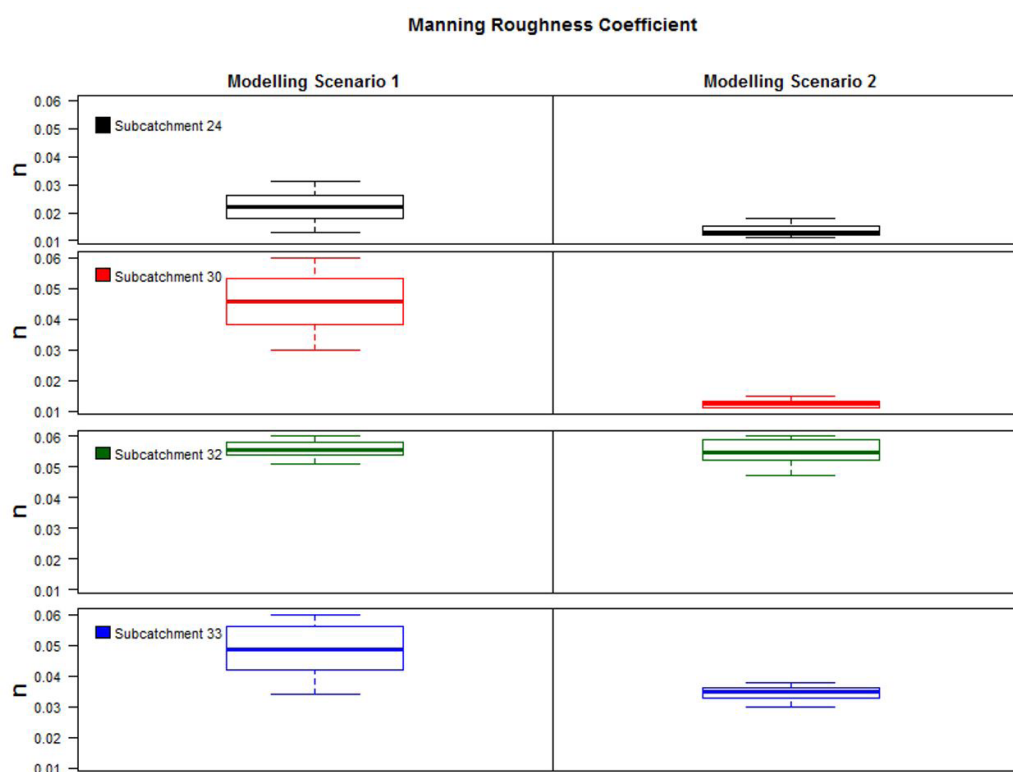 Manning Roughness Coefficient
Modelling Scenario 1
Modelling Scenario 2
0.06
0.05
0.04
0.03
0.02
0.01
n
Subcatchment 24
0.06
0.05
0.04
0.03
0.02
0.01
n
Subcatchment 30
0.06
0.05
0.04
0.03
0.02
0.01
n
Subcatchment 32
0.06
0.05
0.04
0.03
0.02
0.01
n
Subcatchment 33